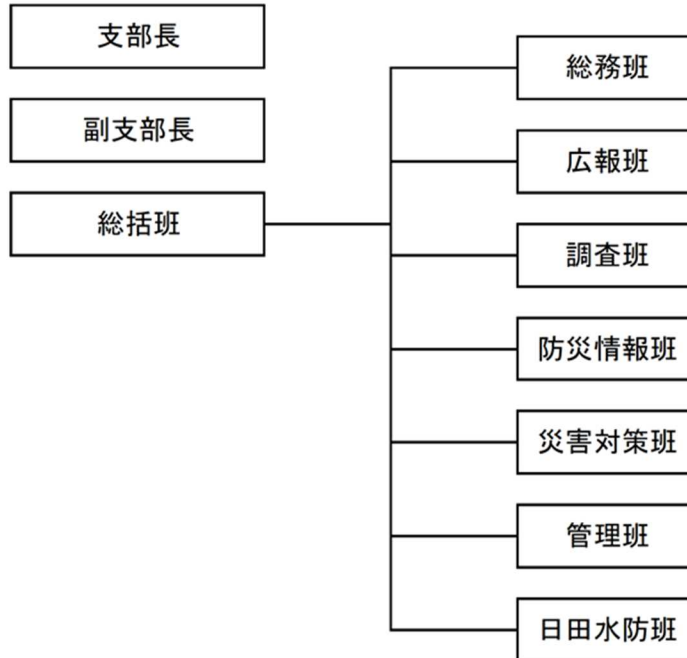 支部長
副支部長
総括班
総務班
広報班
調査班
防災情報班
災害対策班
管理班
日田水防班